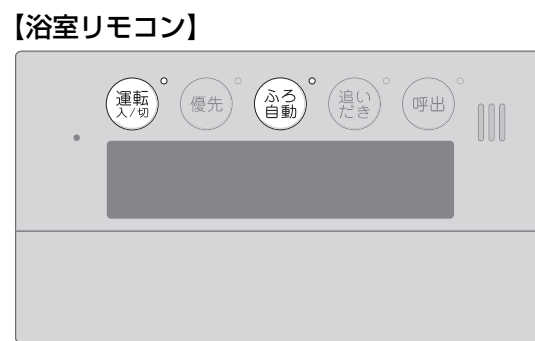 【浴室リモコン】
運転
入/切
優先
ふろ
自動
追い
だき
呼出